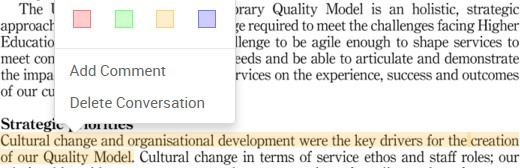 The U
rary Quality Model is an holistic, strategic
approach
ge required to meet the challenges facing Higher
Educatio
llenge to be agile enough to shape services to
meet con
eeds and be able to articulate and demonstrate
the impa
rvices on the experience, success and outcomes
of our cu
Add Comment
Delete Conversation
Strategic priorities
Cultural change and organisational development were the key drivers for the creation
of our Quality Model. Cultural change in terms of service ethos and staff roles; our